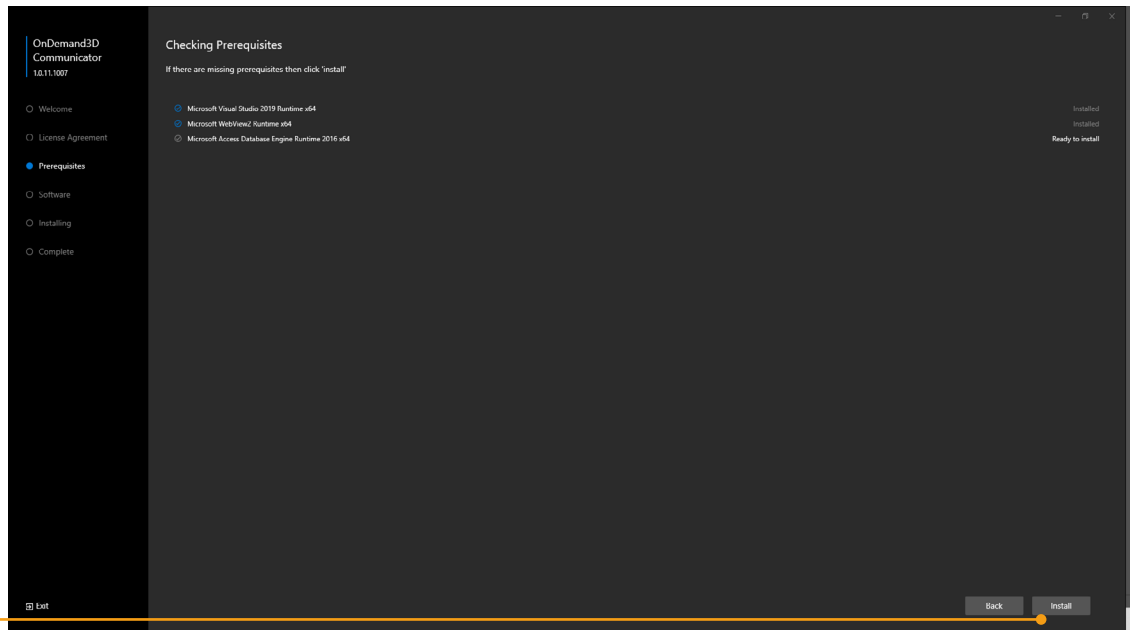 OnDemand3D
Communicator
1.0.11.1007
Welcome
License Agreement
Prerequisites
Software
Installing
Complete
Exit
Checking Prerequisites
If there are missing prerequisites then click 'install'
Microsoft Visual Studio 2019 Runtime x64 Installed
Microsoft WebView2 Runtime x64 Installed
Microsoft Access Database Engine Runtime 2016 x64 Ready to install
Back Install